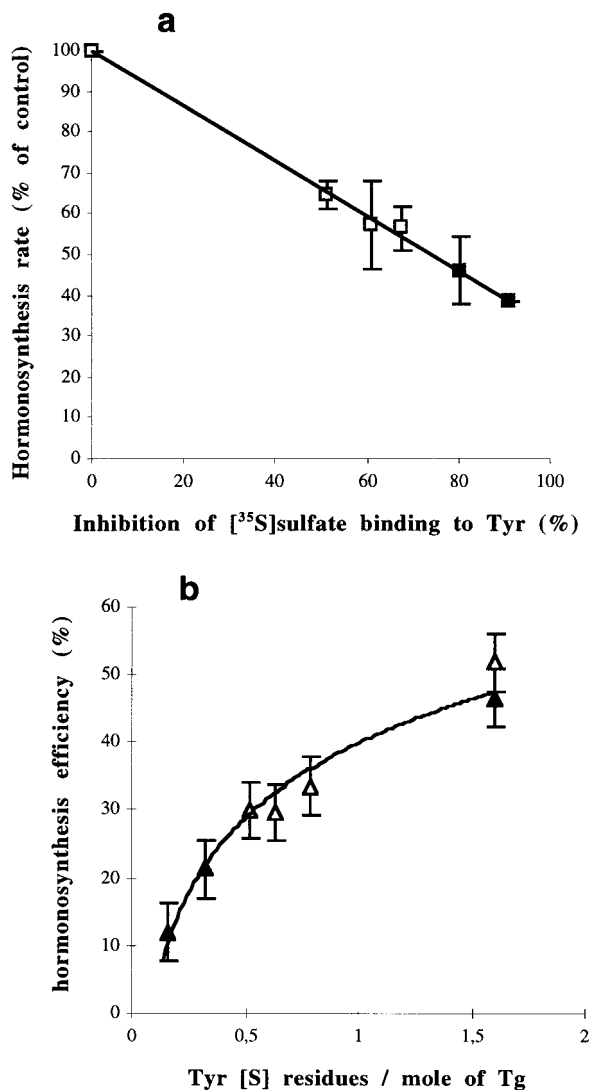 a
Hormonosynthesis rate (% of control)
100
90
80
70
60
50
40
30
20
10
0
0 20 40 60 80 100
Inhibition of [³⁵S]sulfate binding to Tyr (%)
b
hormonosynthesis efficiency (%)
60
50
40
30
20
10
0
0 0,5 1 1,5 2
Tyr [S] residues / mole of Tg